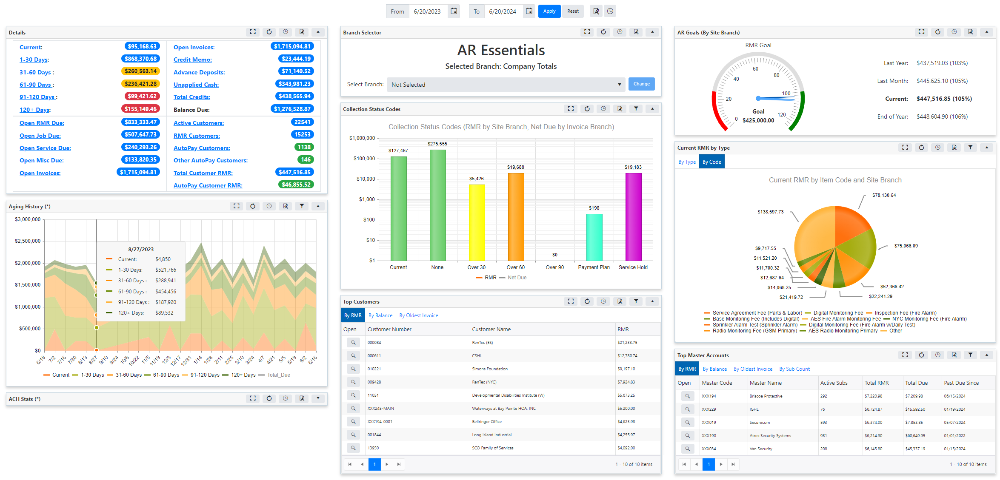 From 6/20/2023 To 6/20/2024 Apply Reset
Details
Current: $95,168.63
1-30 Days: $868,370.68
31-60 Days : $260,563.14
61-90 Days : $236,421.28
91-120 Days : $99,421.62
120+ Days: $155,149.46
Open Invoices: $1,715,094.81
Credit Memo: $23,444.19
Advance Deposits: $71,140.52
Unapplied Cash: $343,981.23
Total Credits: $438,565.94
Balance Due: $1,276,528.87
Open RMR Due: $833,333.47
Open Job Due: $507,647.73
Open Service Due: $240,293.26
Open Misc Due: $133,820.35
Open Invoices: $1,715,094.81
Active Customers: 22541
RMR Customers: 15253
AutoPay Customers: 1138
Other AutoPay Customers: 146
Total Customer RMR: $447,516.85
AutoPay Customer RMR: $46,855.52
Aging History (*)
$3,000,000
$2,500,000
$2,000,000
$1,500,000
$1,000,000
$500,000
$0
8/27/2023
Current: $4,850
1-30 Days: $521,766
31-60 Days : $288,941
61-90 Days : $454,456
91-120 Days : $187,920
120+ Days: $89,532
6/18 7/2 7/16 7/30 8/13 8/27 9/10 9/24 10/8 10/22 11/5 11/19 12/3 12/17 12/31 1/14 1/28 2/11 2/25 3/10 3/24 4/7 4/21 5/5 5/19 6/2 6/16
Current 1-30 Days 31-60 Days 61-90 Days 91-120 Days 120+ Days Total_Due
ACH Stats (*)
Branch Selector
AR Essentials
Selected Branch: Company Totals
Select Branch: Not Selected Change
Collection Status Codes
Collection Status Codes (RMR by Site Branch, Net Due by Invoice Branch)
$1,000,000
$100,000
$10,000
$1,000
$100
$10
$1
$127,467 $275,555 $5,426 $19,688 $0 $198 $19,183
Current None Over 30 Over 60 Over 90 Payment Plan Service Hold
RMR Net Due
Top Customers
By RMR By Balance By Oldest Invoice
Open Customer Number Customer Name RMR
000084 RenTec (ES) $21,233.75
000611 CSHL $12,780.74
010221 Simons Foundation $9,197.10
009428 RenTec (NYC) $7,924.83
11051 Developmental Disabilities Institute (W) $5,673.25
XXX245-MAIN Waterways at Bay Pointe HOA, INC $5,200.00
XXX194-0001 Bellringer Office $4,623.98
001844 Long Island Industrial $4,255.97
13950 SCO Family of Services $4,092.00
1 1 - 10 of 10 items
AR Goals (By Site Branch)
RMR Goal
0 20 40 60 80 100 120
Goal
$425,000.00
Last Year: $437,519.03 (103%)
Last Month: $445,625.10 (105%)
Current: $447,516.85 (105%)
End of Year: $448,604.90 (106%)
Current RMR by Type
By Type By Code
Current RMR by Item Code and Site Branch
$78,130.64
$138,597.73
$75,066.09
$9,717.55
$11,521.20
$11,700.32
$12,687.64
$14,068.25
$52,366.42
$21,419.72
$22,241.29
Service Agreement Fee (Parts & Labor) Digital Monitoring Fee Inspection Fee (Fire Alarm)
Base Monitoring Fee (Includes Digital) AES Fire Alarm Monitoring Fee NYC Monitoring Fee (Fire Alarm)
Sprinkler Alarm Test (Sprinkler Alarm) Digital Monitoring Fee (Fire Alarm w/Daily Test)
Radio Monitoring Fee (GSM Primary) AES Radio Monitoring Primary Other
Top Master Accounts
By RMR By Balance By Oldest Invoice By Sub Count
Open Master Code Master Name Active Subs Total RMR Total Due Past Due Since
XXX194 Briscoe Protective 292 $7,220.98 $7,209.98 06/15/2024
XXX229 IGHL 76 $6,724.87 $15,592.50 01/19/2024
XXX019 Securecom 593 $6,374.00 $7,853.85 05/07/2024
XXX190 Atrex Security Systems 981 $6,214.90 $60,649.95 01/01/2022
XXX034 Van Security 208 $6,145.80 $45,337.19 01/15/2024
1 1 - 10 of 10 items